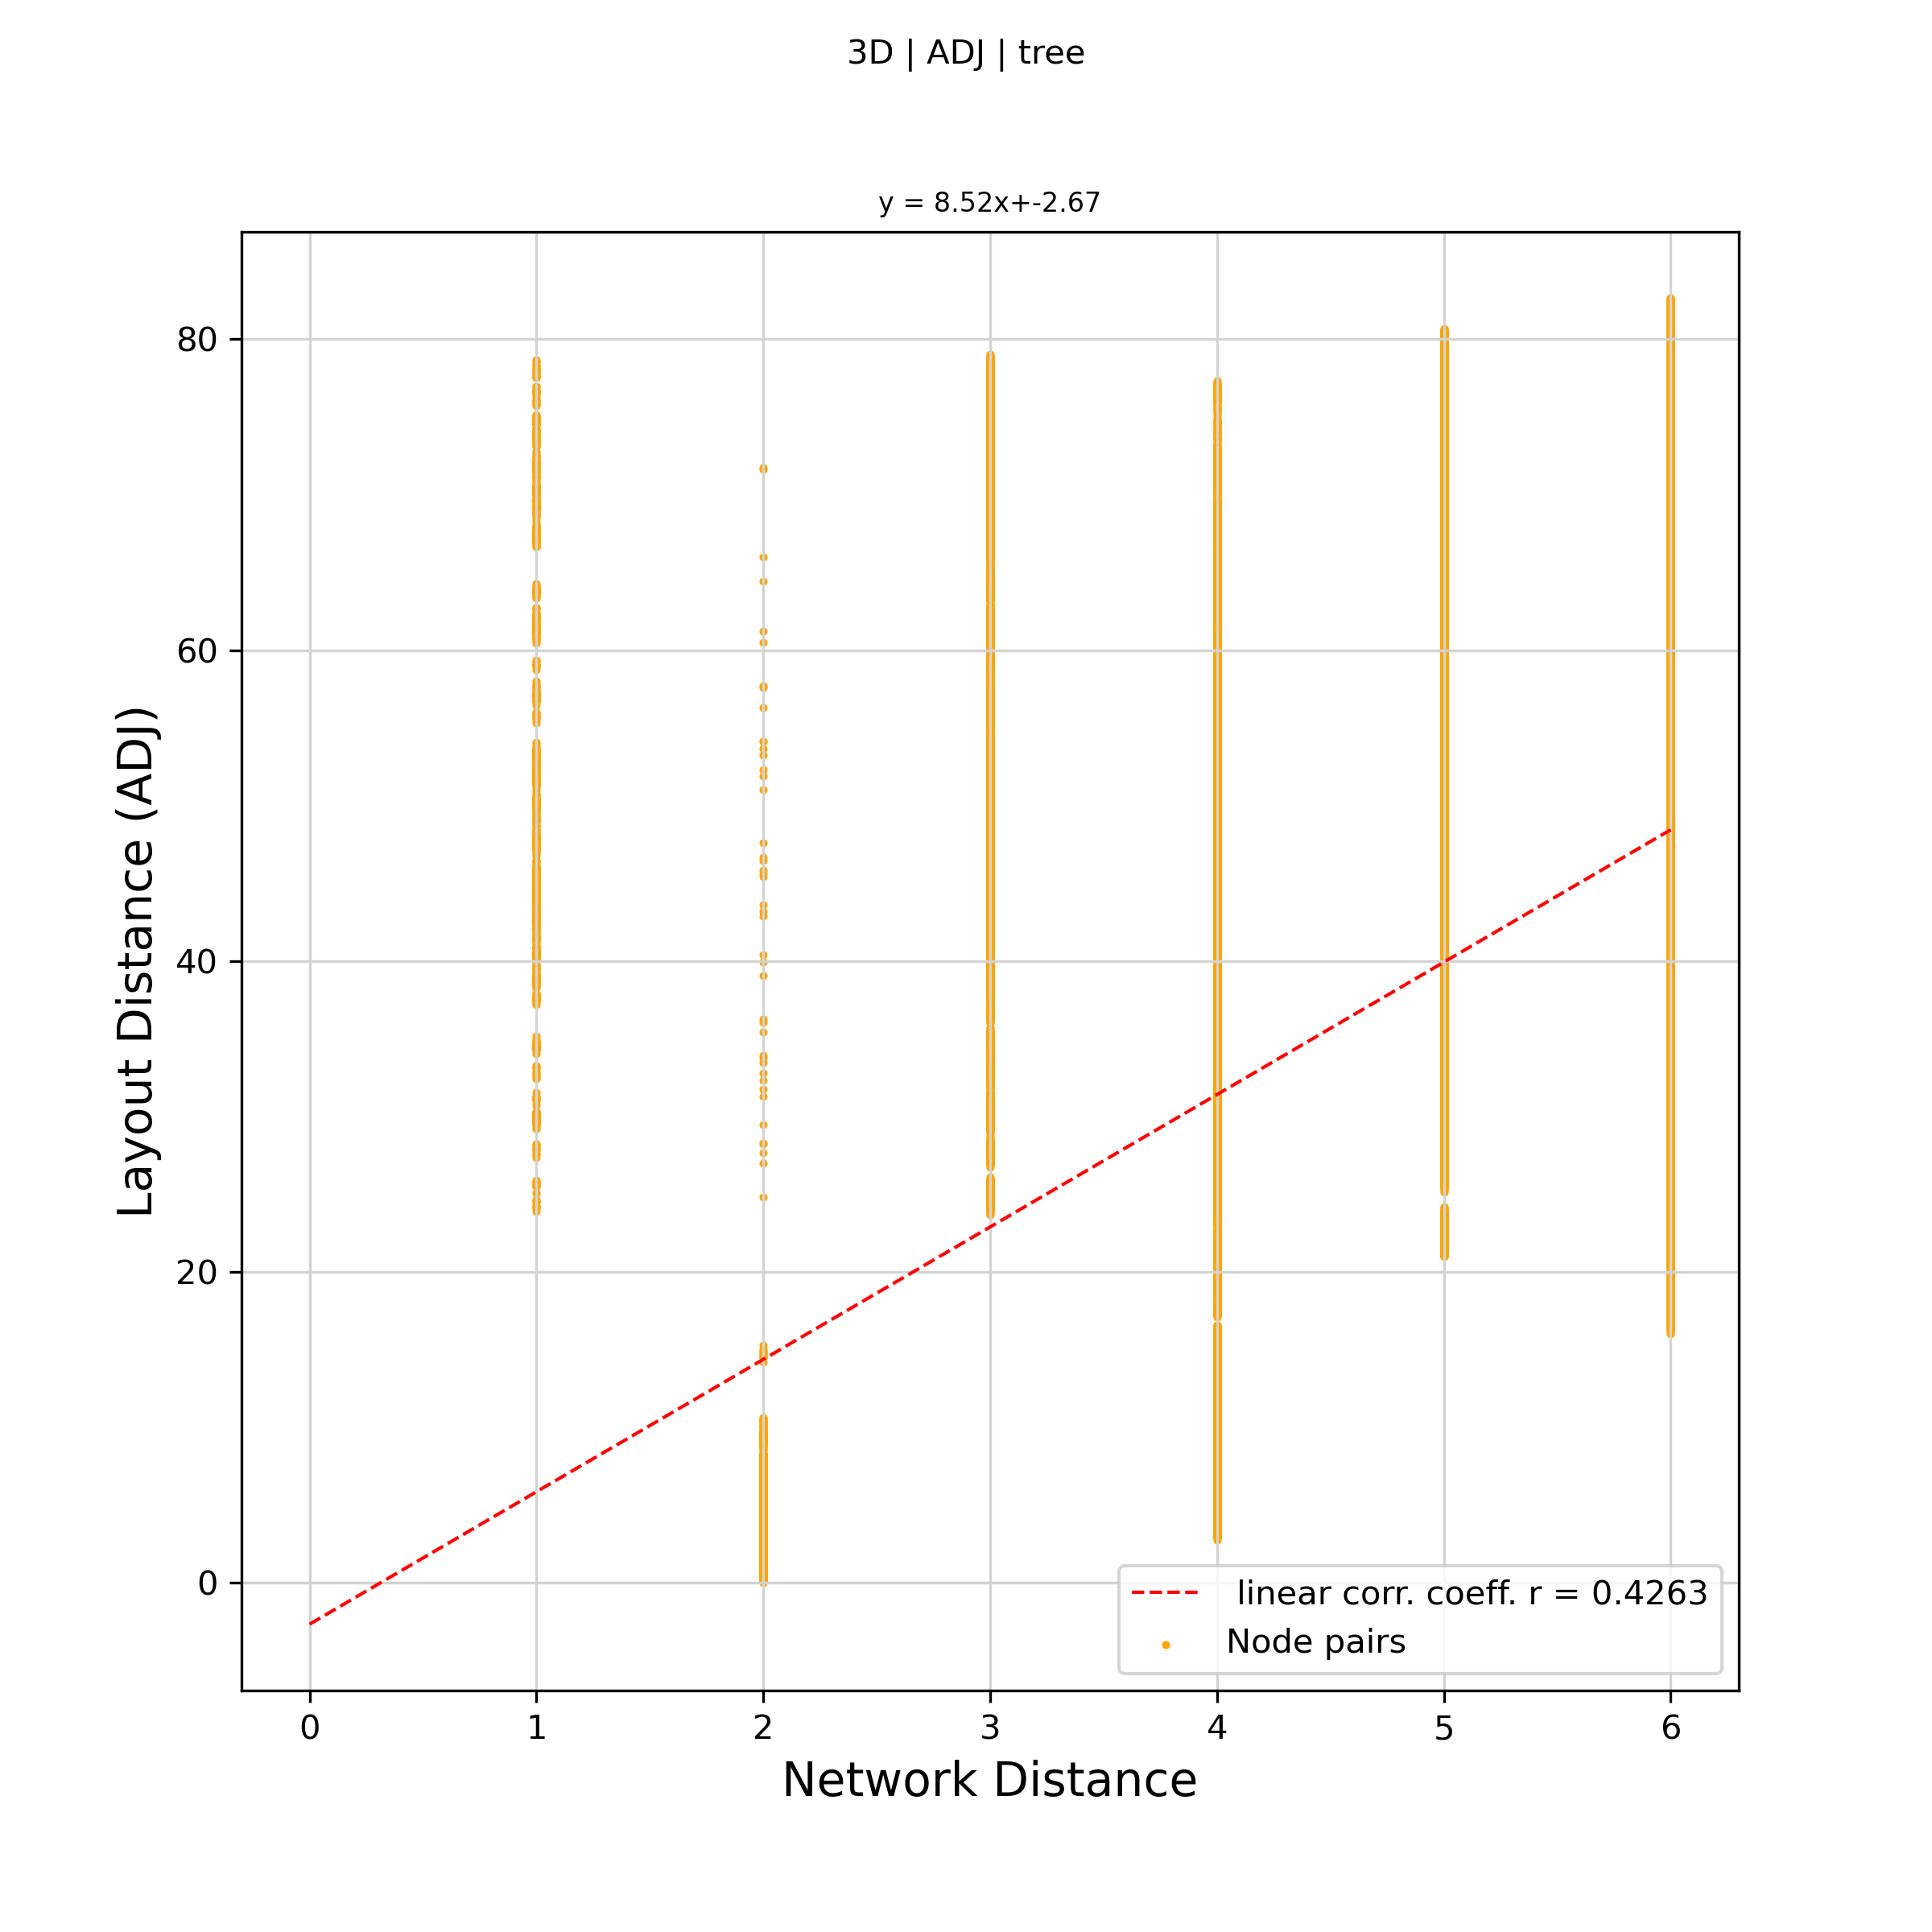 3D | ADJ | tree
y = 8.52x+-2.67
80
60
40
20
0
Layout Distance (ADJ)
0 1 2 3 4 5 6
Network Distance
linear corr. coeff. r = 0.4263
Node pairs